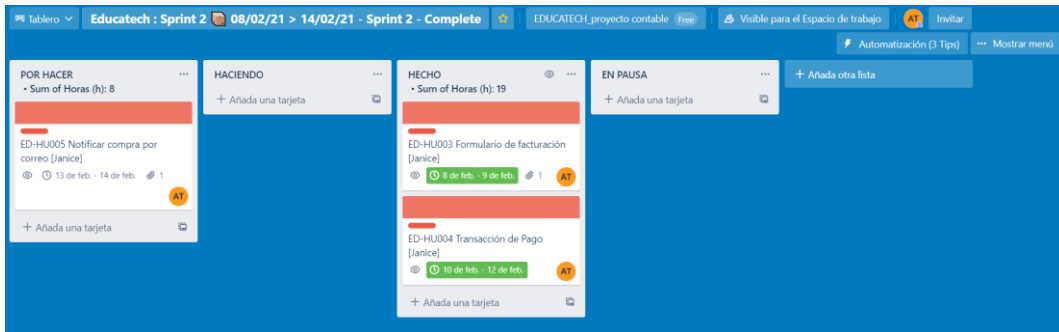 Tablero
Educatech : Sprint 2 08/02/21 > 14/02/21 - Sprint 2 - Complete
EDUCATECH_proyecto contable Free
Visible para el Espacio de trabajo
AT
Invitar
Automatización (3 Tips)
Mostrar menú
POR HACER
• Sum of Horas (h): 8
ED-HU005 Notificar compra por
correo [Janice]
13 de feb. - 14 de feb. 1
AT
+ Añada una tarjeta
HACIENDO
+ Añada una tarjeta
HECHO
• Sum of Horas (h): 19
ED-HU003 Formulario de facturación
[Janice]
8 de feb. - 9 de feb. 1
AT
ED-HU004 Transacción de Pago
[Janice]
10 de feb. - 12 de feb.
AT
+ Añada una tarjeta
EN PAUSA
+ Añada una tarjeta
+ Añada otra lista